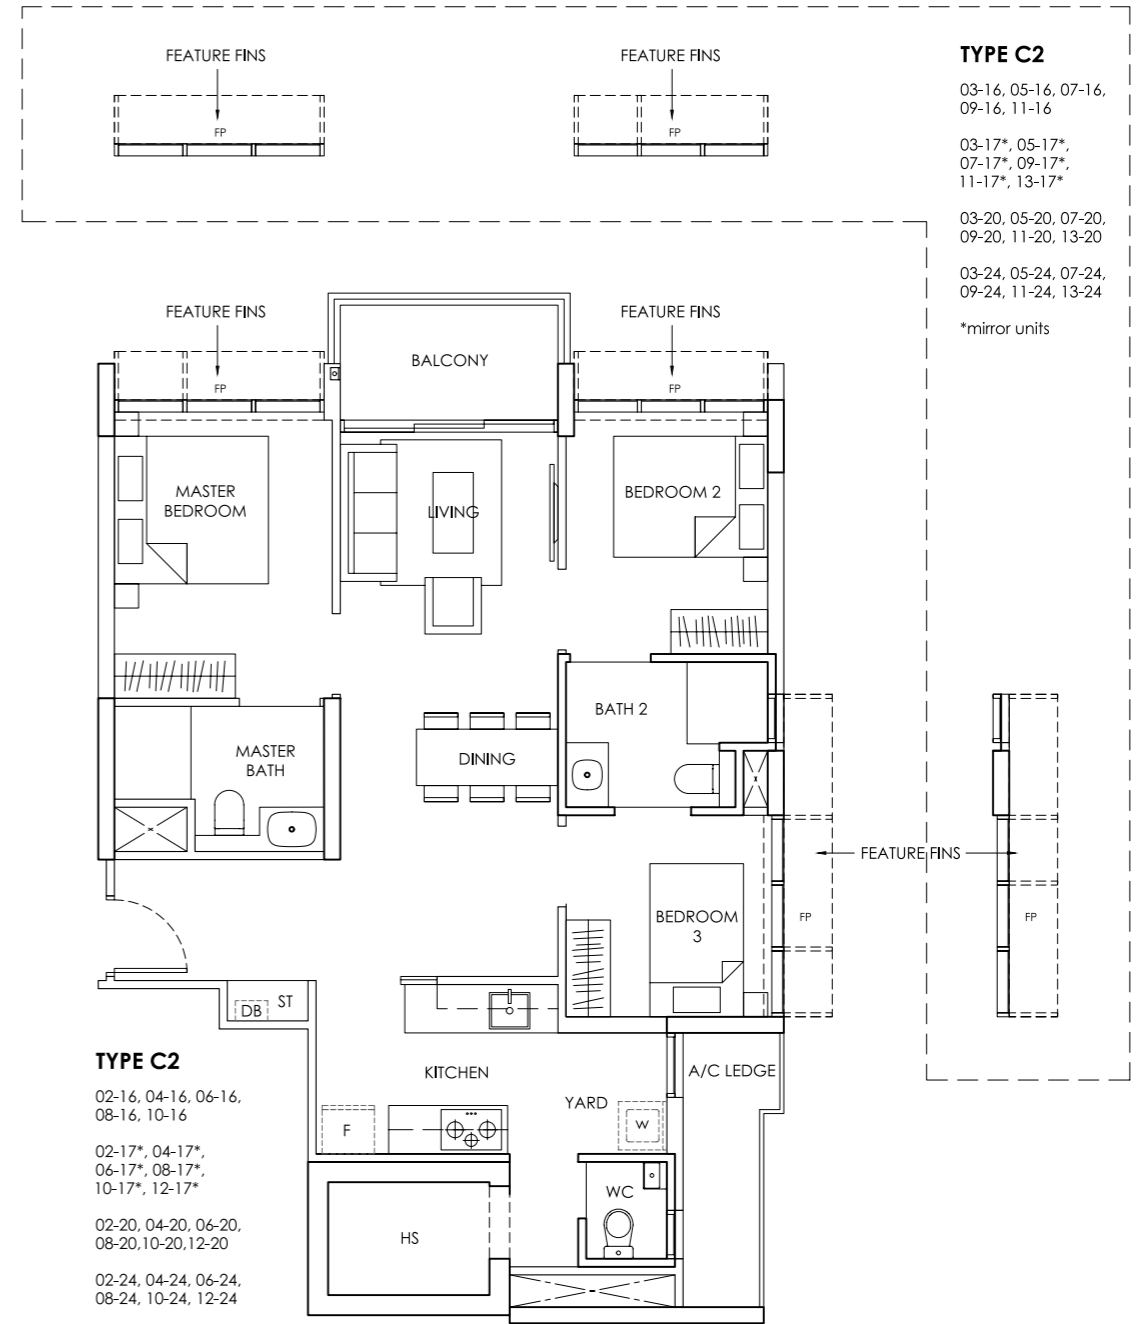 FEATURE FINS
FEATURE FINS
FP
FP
TYPE C2
03-16, 05-16, 07-16,
09-16, 11-16
03-17*, 05-17*,
07-17*, 09-17*,
11-17*, 13-17*
03-20, 05-20, 07-20,
09-20, 11-20, 13-20
03-24, 05-24, 07-24,
09-24, 11-24, 13-24
*mirror units
FEATURE FINS
FEATURE FINS
BALCONY
FP
FP
MASTER
BEDROOM
LIVING
BEDROOM 2
BATH 2
MASTER
BATH
DINING
FEATURE FINS
BEDROOM
3
FP
FP
DB
ST
KITCHEN
A/C LEDGE
YARD
F
W
WC
HS
TYPE C2
02-16, 04-16, 06-16,
08-16, 10-16
02-17*, 04-17*,
06-17*, 08-17*,
10-17*, 12-17*
02-20, 04-20, 06-20,
08-20,10-20,12-20
02-24, 04-24, 06-24,
08-24, 10-24, 12-24